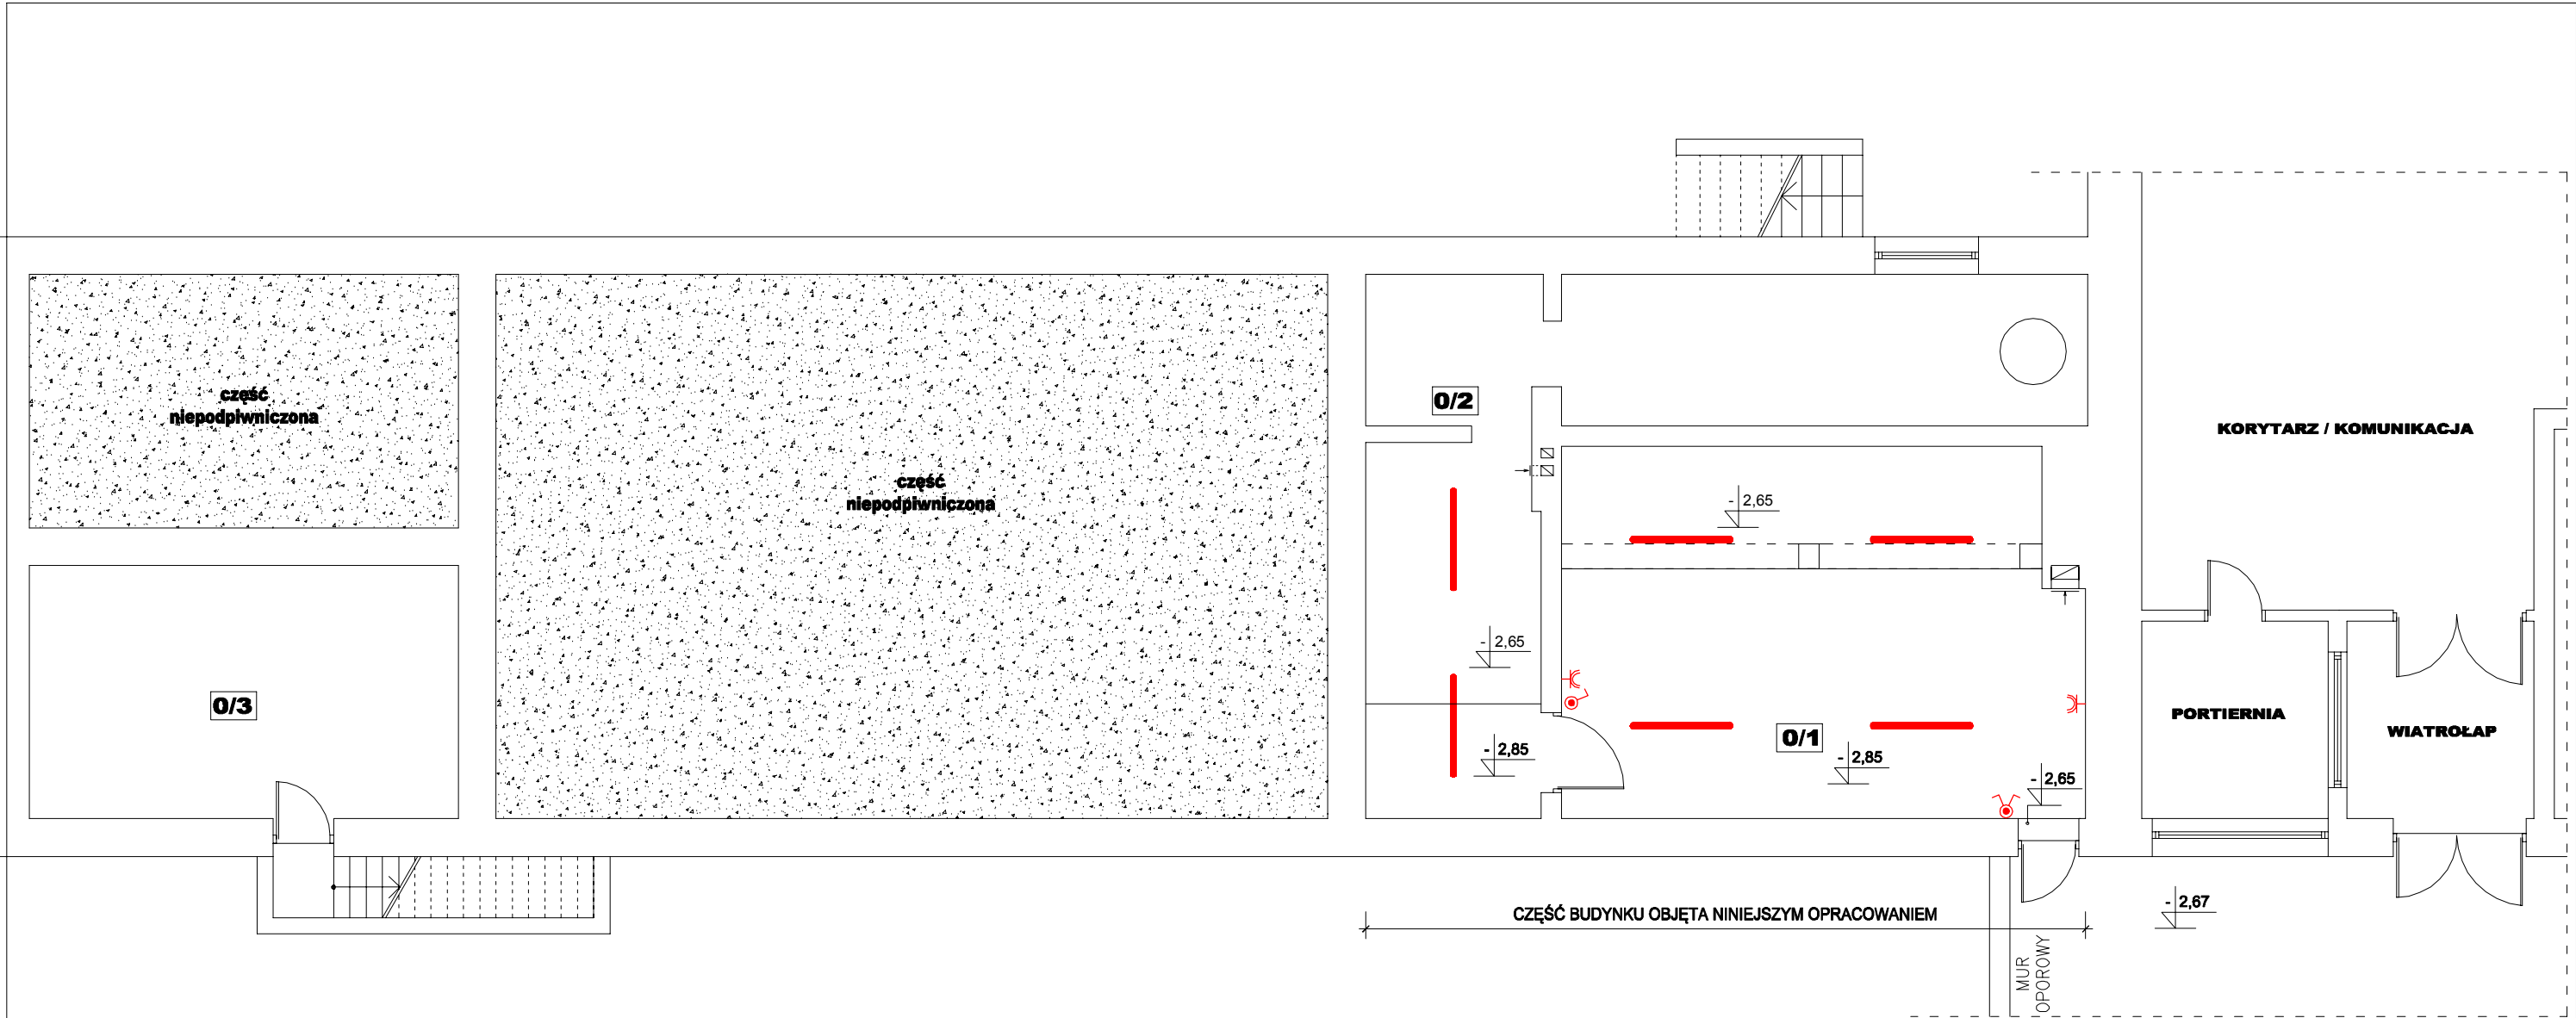 część
niepodpiwniczona
0/3
część
niepodpiwniczona
0/2
- 2,65
- 2,65
- 2,85
0/1
- 2,85
- 2,65
KORYTARZ / KOMUNIKACJA
PORTIERNIA
WIATROŁAP
CZĘŚĆ BUDYNKU OBJĘTA NINIEJSZYM OPRACOWANIEM
- 2,67
MUR
OPOROWY